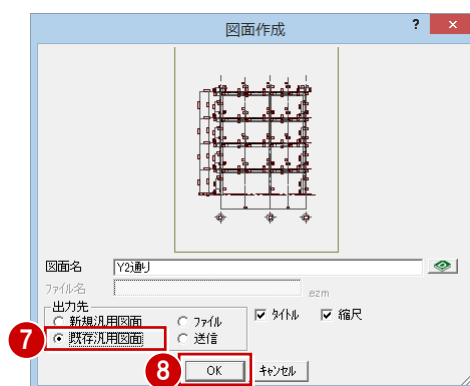 図面作成
? ×
図面名 Y2通り
ファイル名 .ezm
出力先
新規汎用図面 ファイル タイトル 縮尺
7 既存汎用図面 送信
8 OK キャンセル